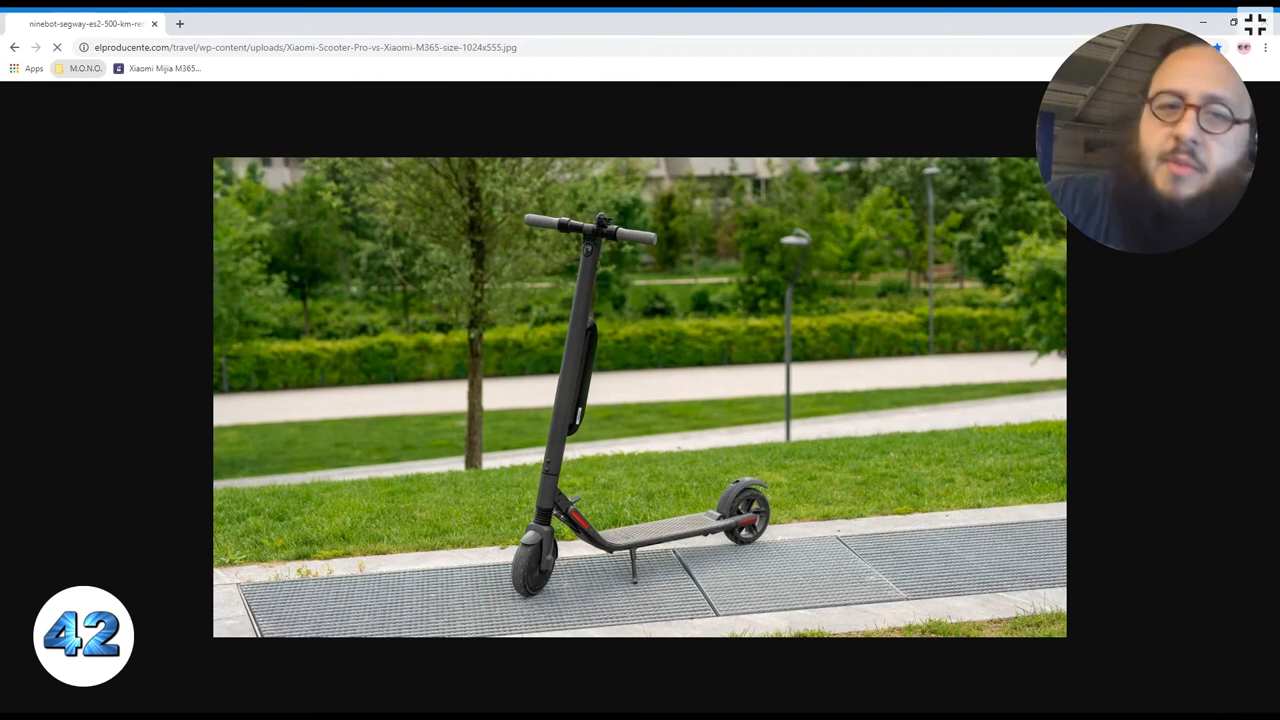 ninebot-segway-es2-500-km-rec
elproducente.com/travel/wp-content/uploads/Xiaomi-Scooter-Pro-vs-Xiaomi-M365-size-1024x555.jpg
Apps
M.O.N.O.
Xiaomi Mijia M365...
42